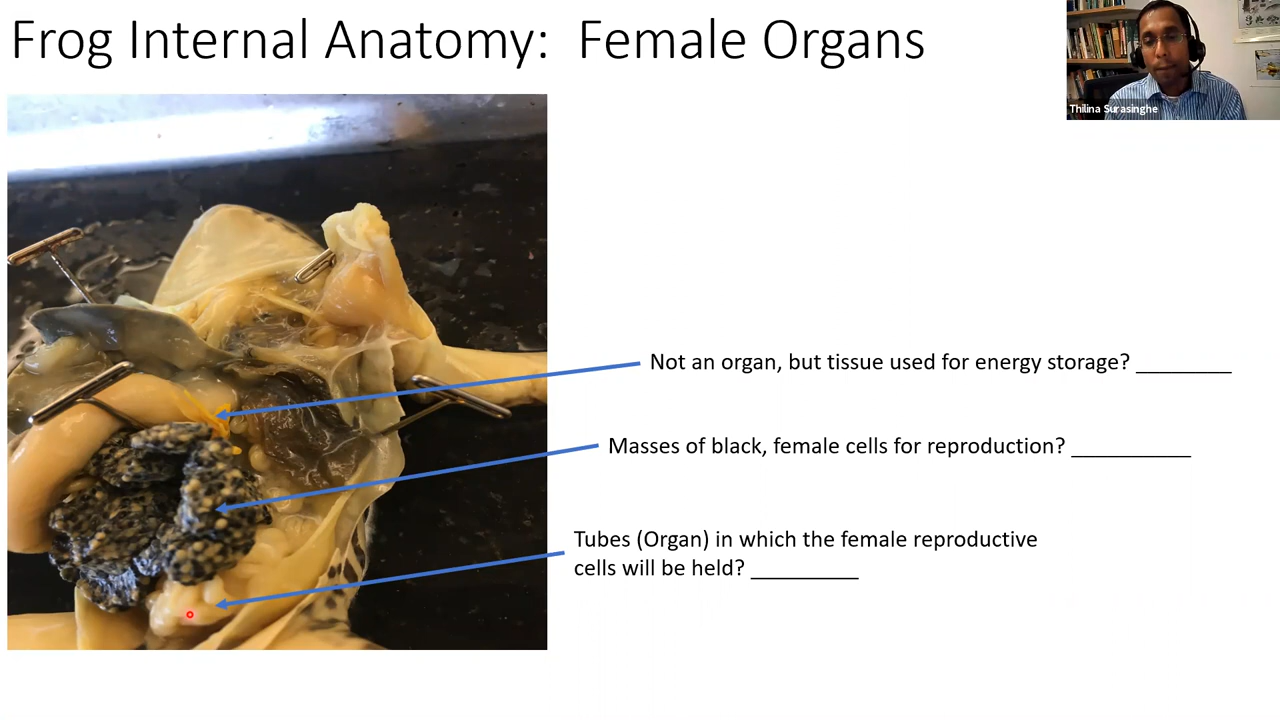 Frog Internal Anatomy:  Female Organs
Thilina Surasinghe
Not an organ, but tissue used for energy storage? _________
Masses of black, female cells for reproduction? ___________
Tubes (Organ) in which the female reproductive
cells will be held? __________